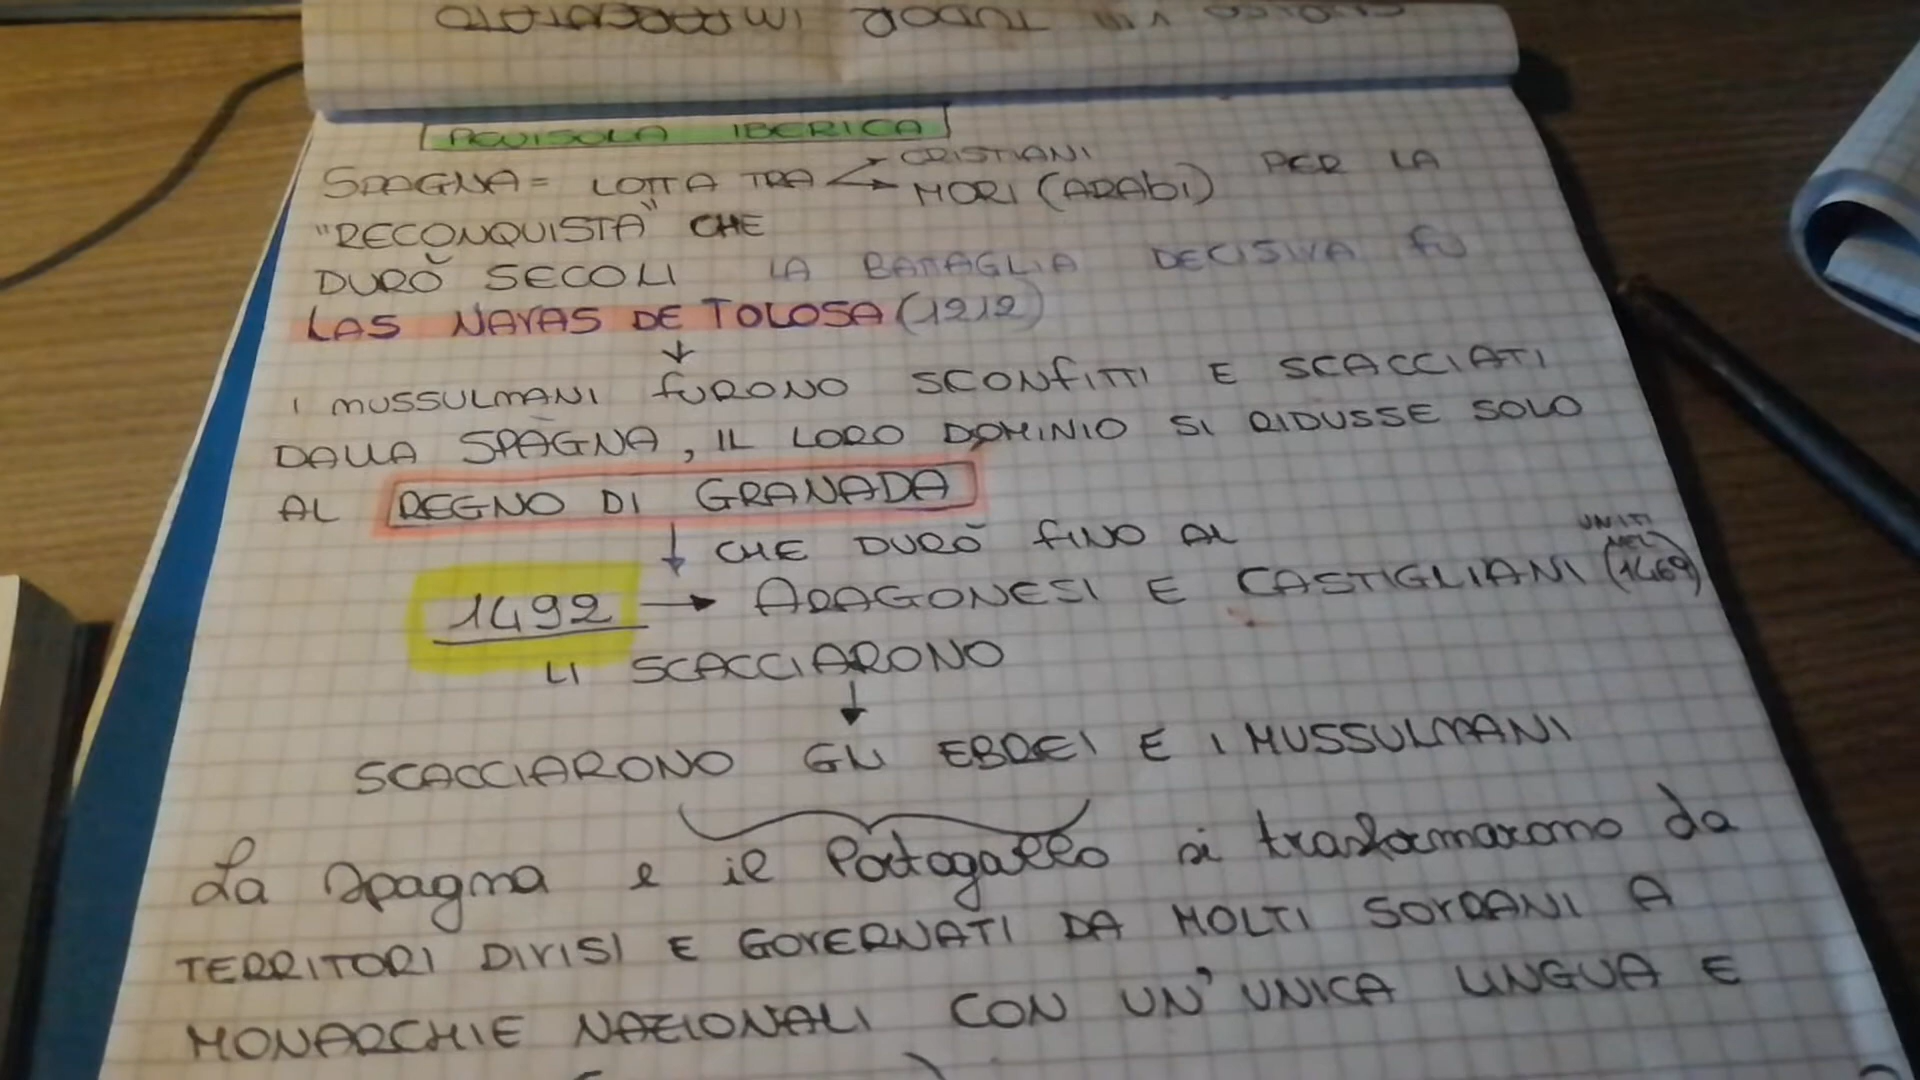 PENISOLA IBERICA
SPAGNA = LOTTA TRA CRISTIANI
MORI (ARABI) PER LA
"RECONQUISTA" CHE
DURÒ SECOLI LA BATTAGLIA DECISIVA FU
LAS NAVAS DE TOLOSA (1212)
I MUSSULMANI FURONO SCONFITTI E SCACCIATI
DALLA SPAGNA, IL LORO DOMINIO SI RIDUSSE SOLO
AL REGNO DI GRANADA
CHE DURÒ FINO AL
1492 → ARAGONESI E CASTIGLIANI (UNITI NEL 1469)
LI SCACCIARONO
SCACCIARONO GLI EBREI E I MUSSULMANI
La Spagna e il Portogallo si trasformarono da
TERRITORI DIVISI E GOVERNATI DA MOLTI SOVRANI A
MONARCHIE NAZIONALI CON UN'UNICA LINGUA E